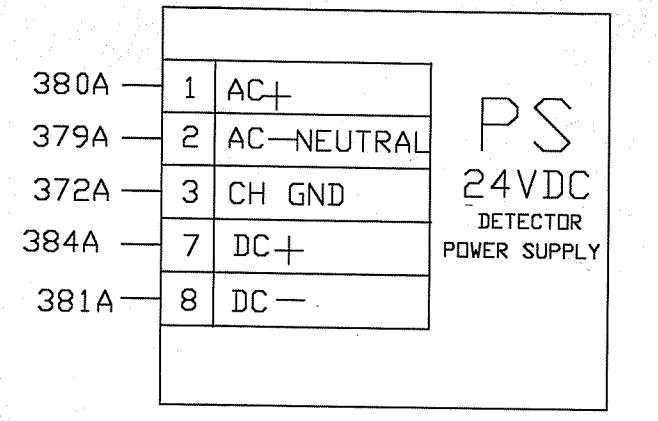 380A 1 AC+
379A 2 AC-NEUTRAL
372A 3 CH GND
384A 7 DC+
381A 8 DC-
PS
24VDC
DETECTOR
POWER SUPPLY